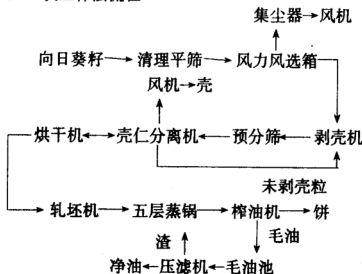 集尘器→风机
向日葵籽→清理平筛→风力风选箱
风机→壳
烘干机↔壳仁分离机←预分筛←剥壳机
未剥壳粒
轧坯机→五层蒸锅→榨油机→饼
渣 毛油
净油←压滤机←毛油池